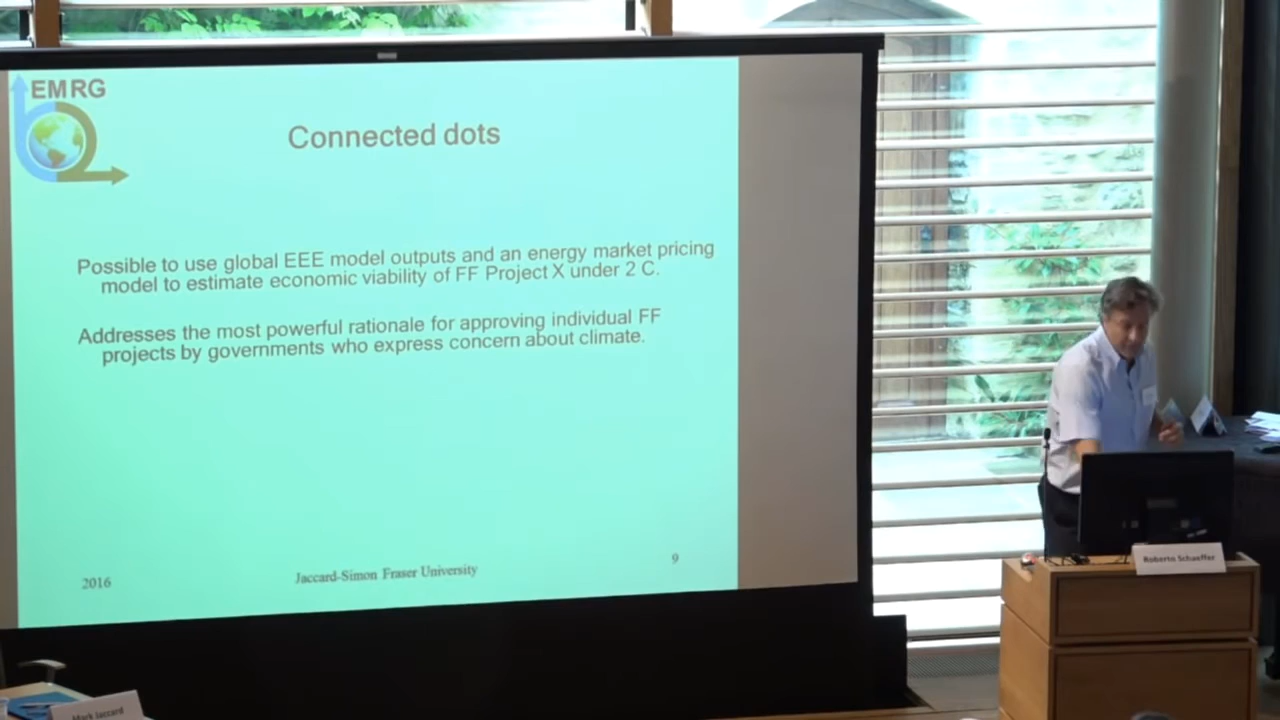 EMRG
Connected dots
Possible to use global EEE model outputs and an energy market pricing
model to estimate economic viability of FF Project X under 2 C.
Addresses the most powerful rationale for approving individual FF
projects by governments who express concern about climate.
2016
Jaccard-Simon Fraser University
9
Roberto Schaeffer
Mark Jaccard